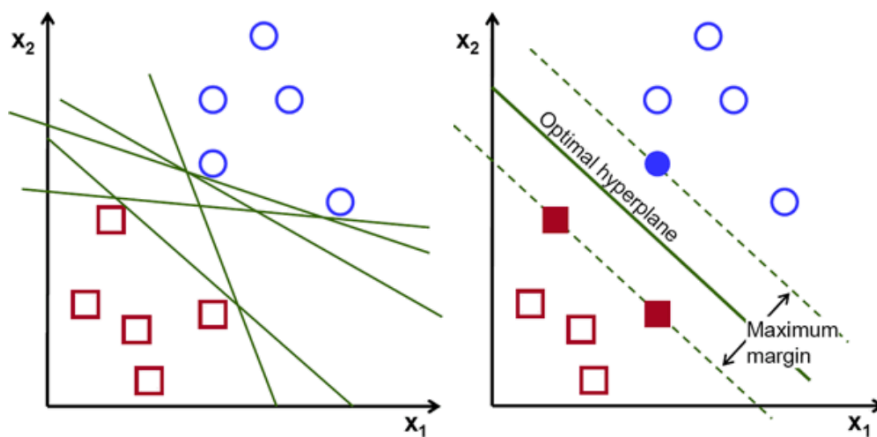 x₂
x₁
x₂
Optimal hyperplane
Maximum
margin
x₁